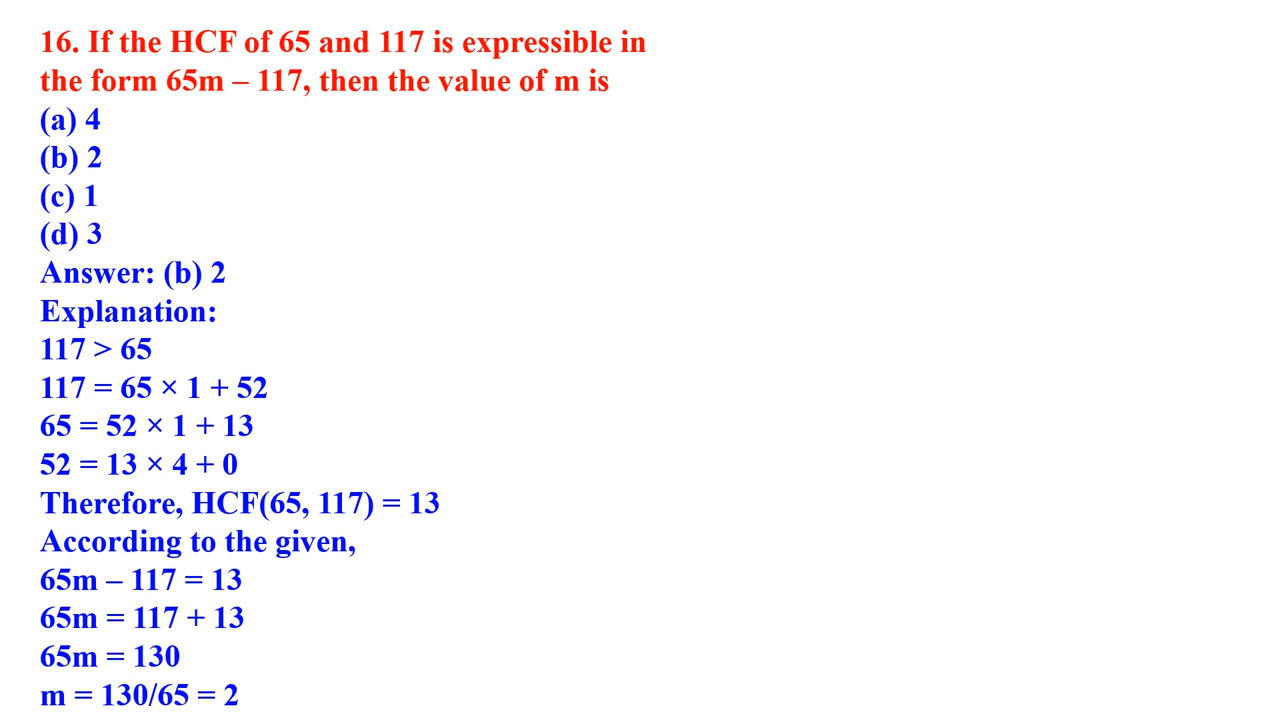 16. If the HCF of 65 and 117 is expressible in
the form 65m – 117, then the value of m is
(a) 4
(b) 2
(c) 1
(d) 3
Answer: (b) 2
Explanation:
117 > 65
117 = 65 × 1 + 52
65 = 52 × 1 + 13
52 = 13 × 4 + 0
Therefore, HCF(65, 117) = 13
According to the given,
65m – 117 = 13
65m = 117 + 13
65m = 130
m = 130/65 = 2